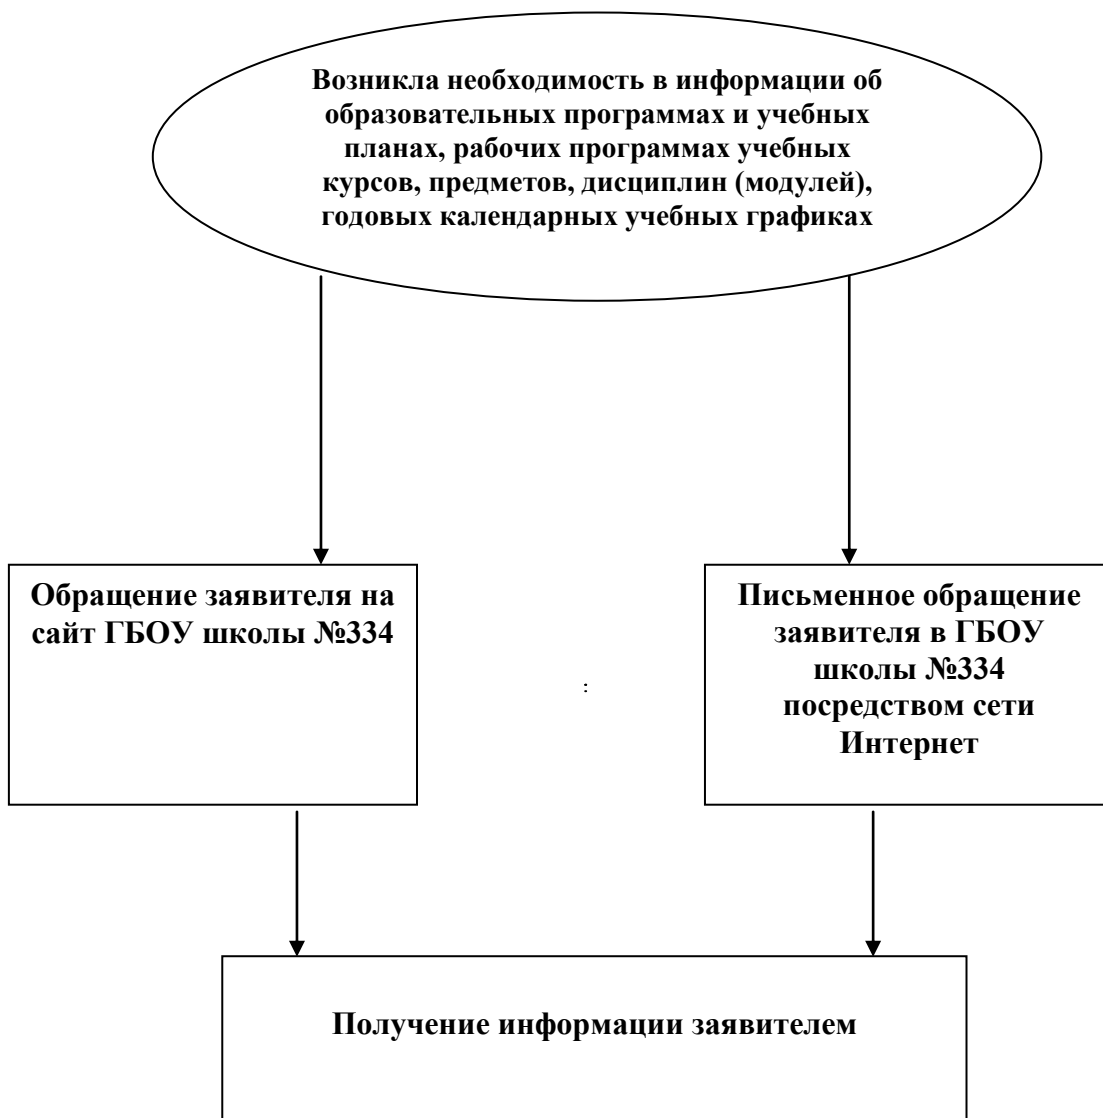 Возникла необходимость в информации об
образовательных программах и учебных
планах, рабочих программах учебных
курсов, предметов, дисциплин (модулей),
годовых календарных учебных графиках
Обращение заявителя на
сайт ГБОУ школы №334
:
Письменное обращение
заявителя в ГБОУ
школы №334
посредством сети
Интернет
Получение информации заявителем